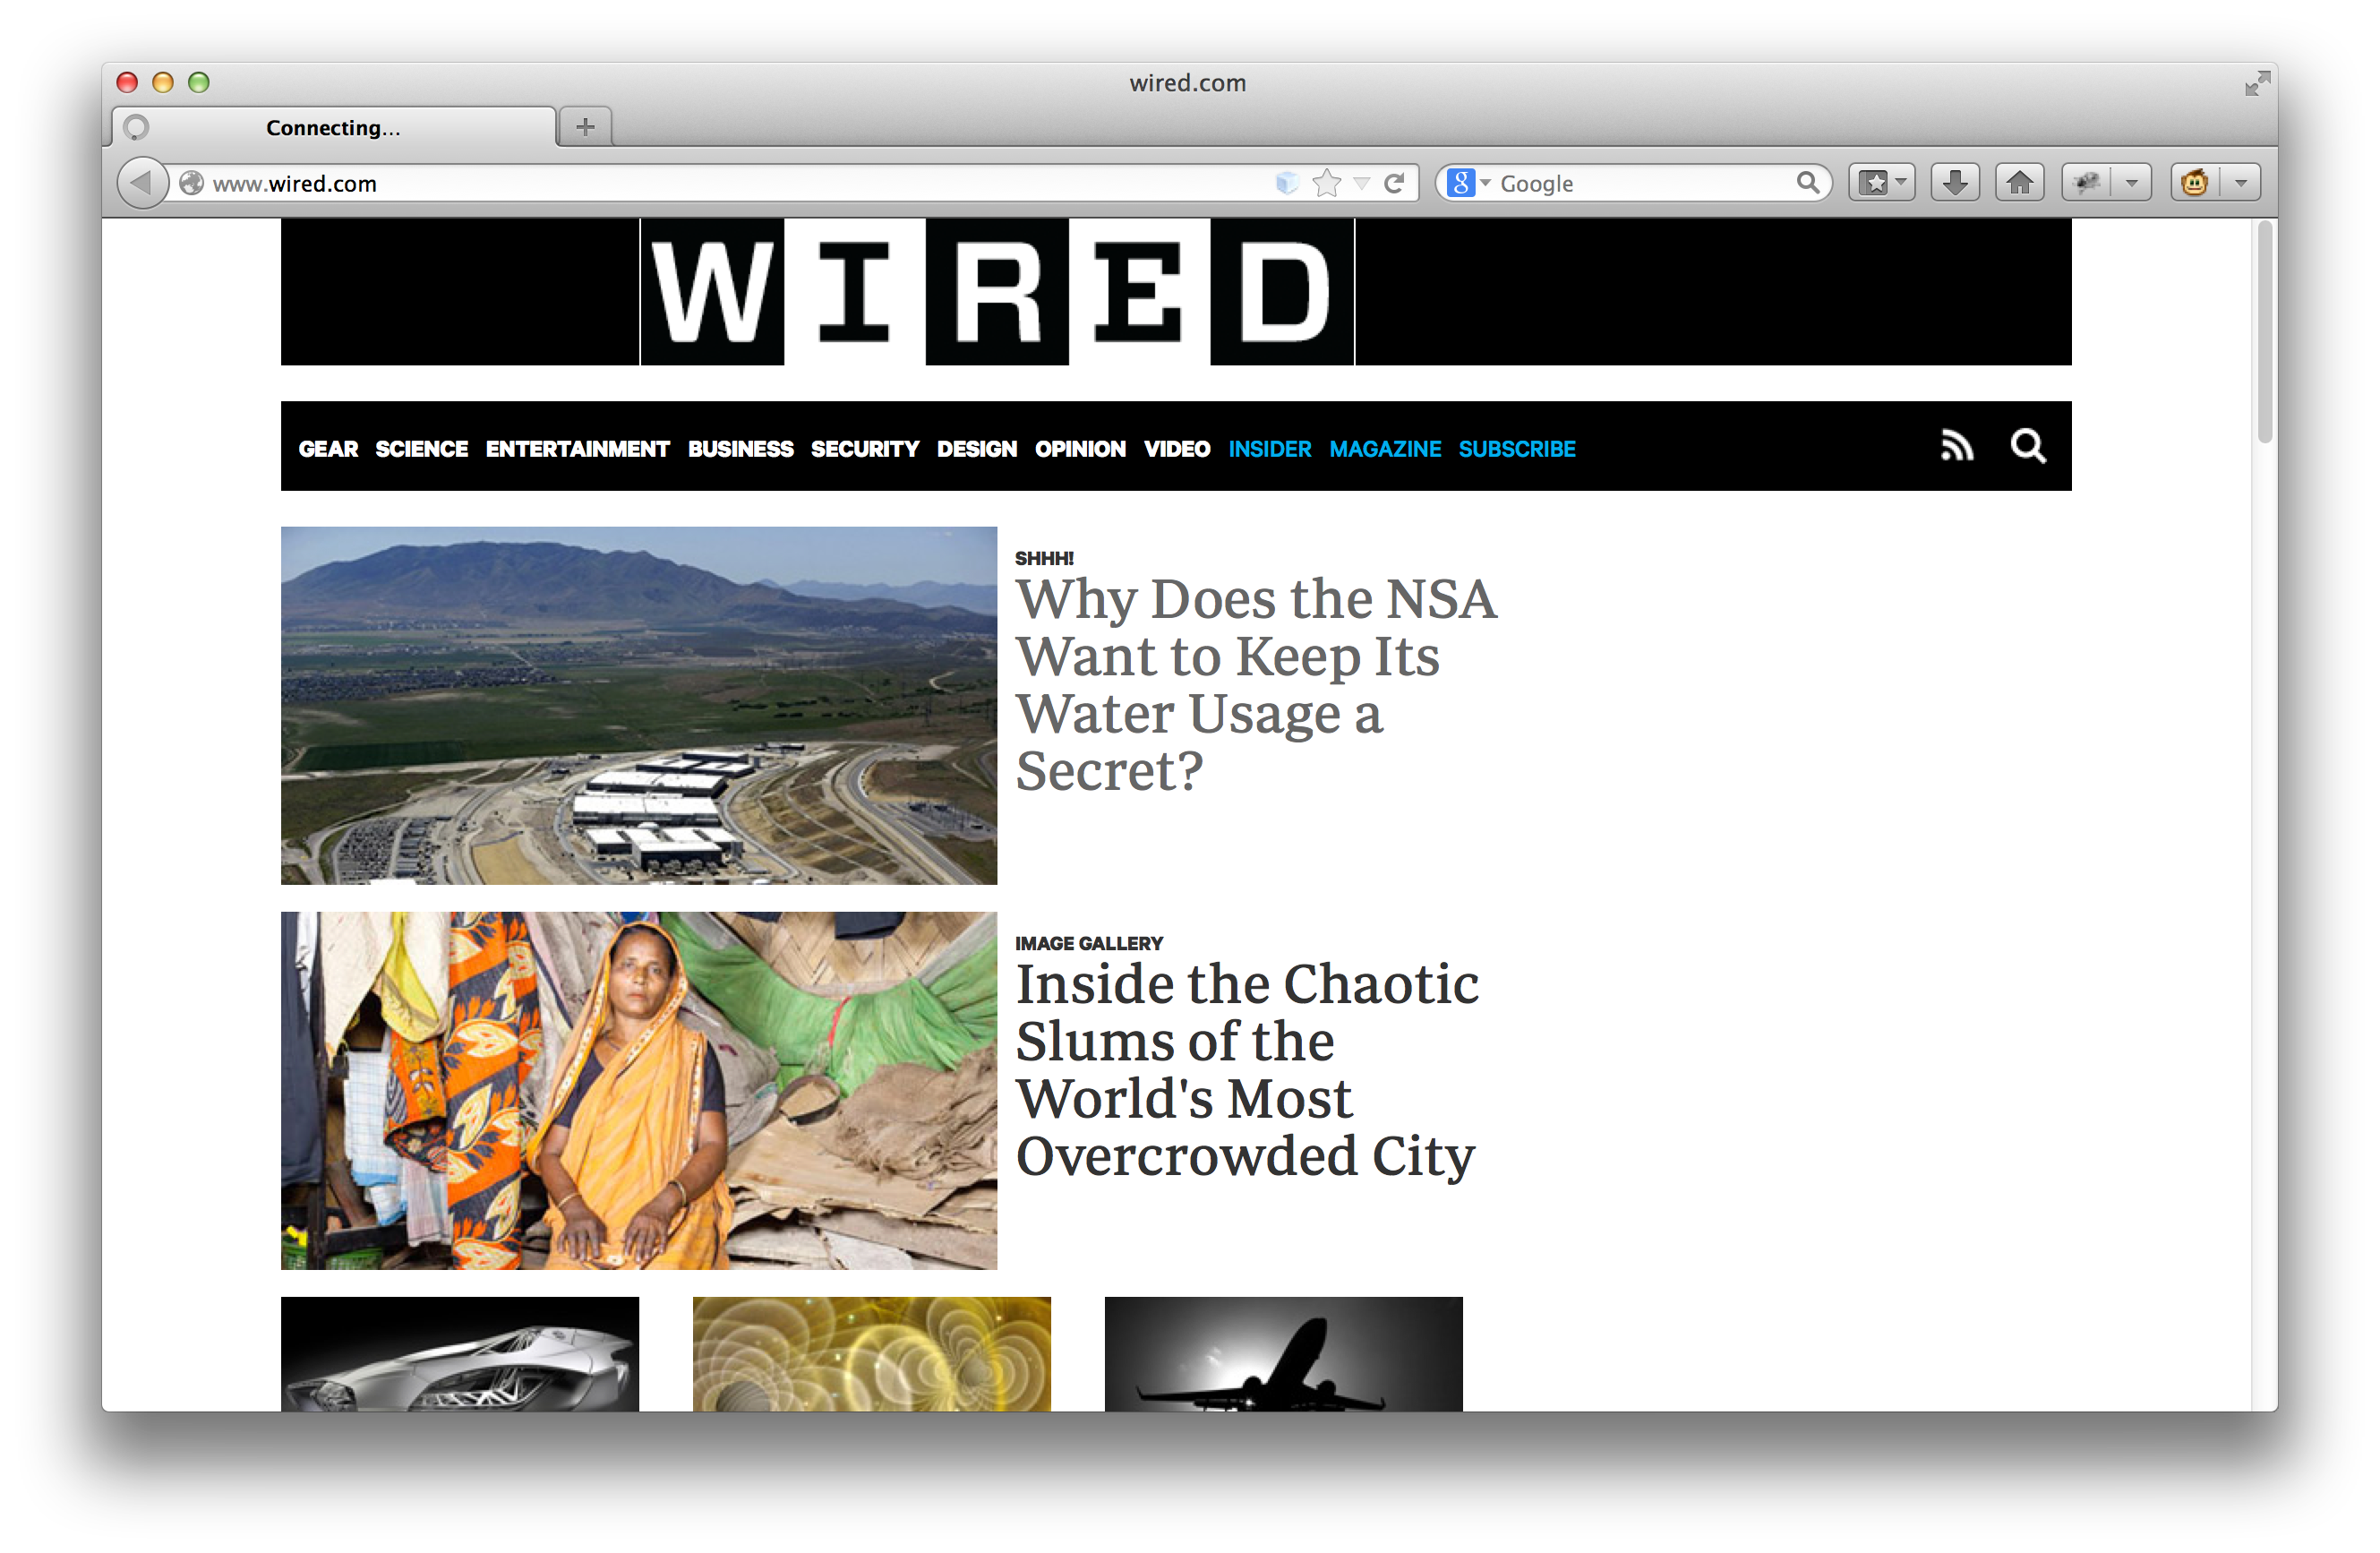 wired.com
Connecting...
www.wired.com
g Google
WIRED
GEAR SCIENCE ENTERTAINMENT BUSINESS SECURITY DESIGN OPINION VIDEO INSIDER MAGAZINE SUBSCRIBE
SHHH!
Why Does the NSA
Want to Keep Its
Water Usage a
Secret?
IMAGE GALLERY
Inside the Chaotic
Slums of the
World's Most
Overcrowded City